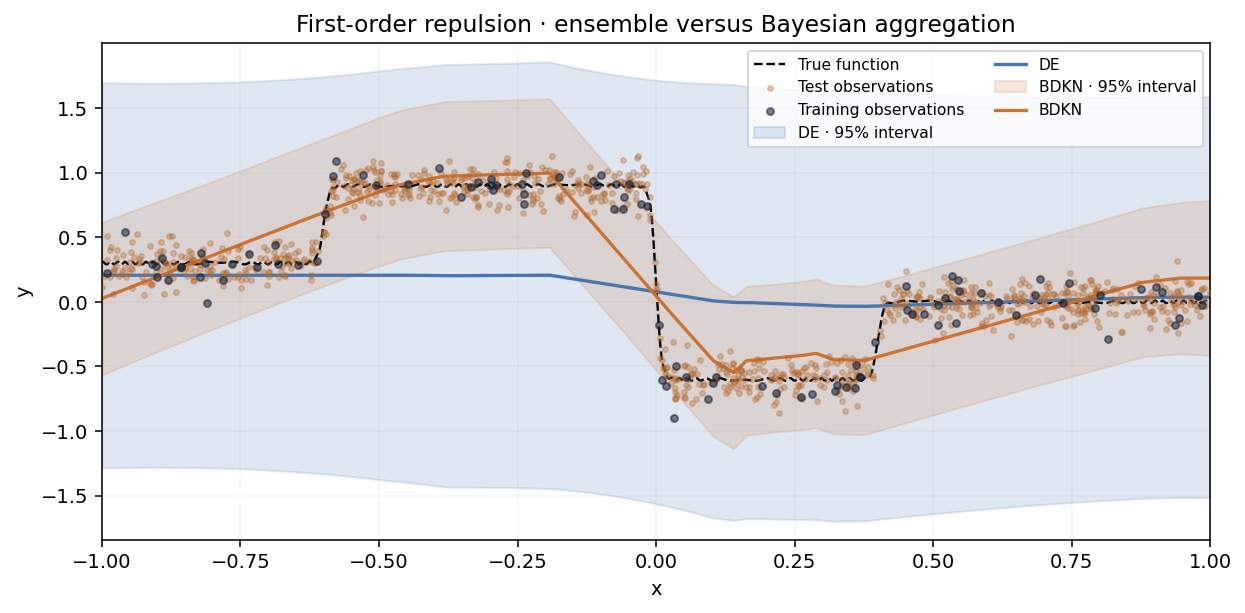 First-order repulsion · ensemble versus Bayesian aggregation
True function
Test observations
Training observations
DE · 95% interval
DE
BDKN · 95% interval
BDKN
y
1.5
1.0
0.5
0.0
−0.5
−1.0
−1.5
−1.00
−0.75
−0.50
−0.25
0.00
0.25
0.50
0.75
1.00
x